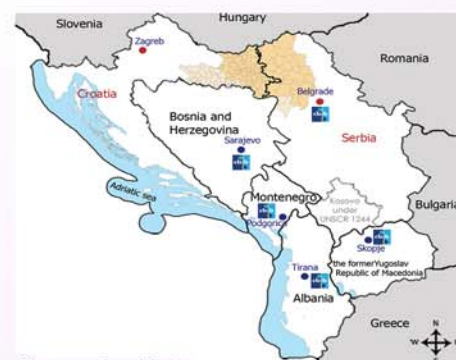 Slovenia
Hungary
Zagreb
Romania
Croatia
Belgrade
Bosnia and
Herzegovina
Sarajevo
Serbia
Adriatic sea
Montenegro
Kosovo
under
UNSCR 1244
Bulgaria
Podgorica
Skopje
Tirana
the formerYugoslav
Republic of Macedonia
Albania
Greece
N
W